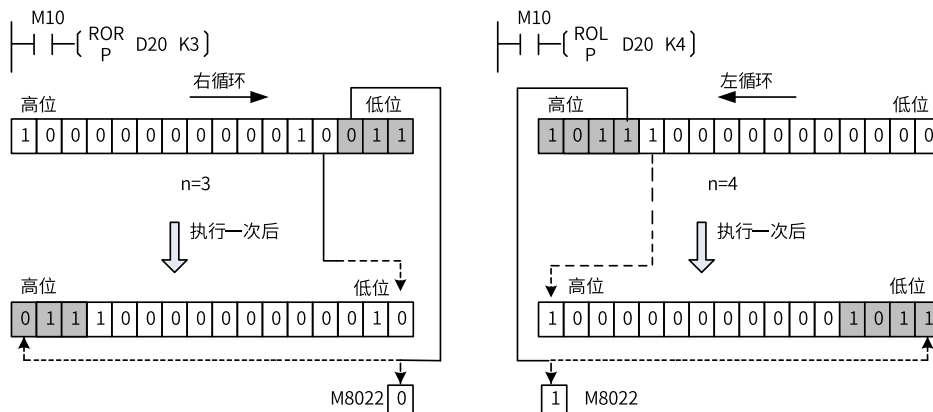 M10
ROR P D20 K3
右循环
高位 低位
1 0 0 0 0 0 0 0 0 0 0 1 0 0 1 1
n=3
执行一次后
高位 低位
0 1 1 1 0 0 0 0 0 0 0 0 0 0 1 0
M8022 0
M10
ROL P D20 K4
左循环
高位 低位
1 0 1 1 1 0 0 0 0 0 0 0 0 0 0 0
n=4
执行一次后
高位 低位
1 0 0 0 0 0 0 0 0 0 0 0 1 0 1 1
1 M8022